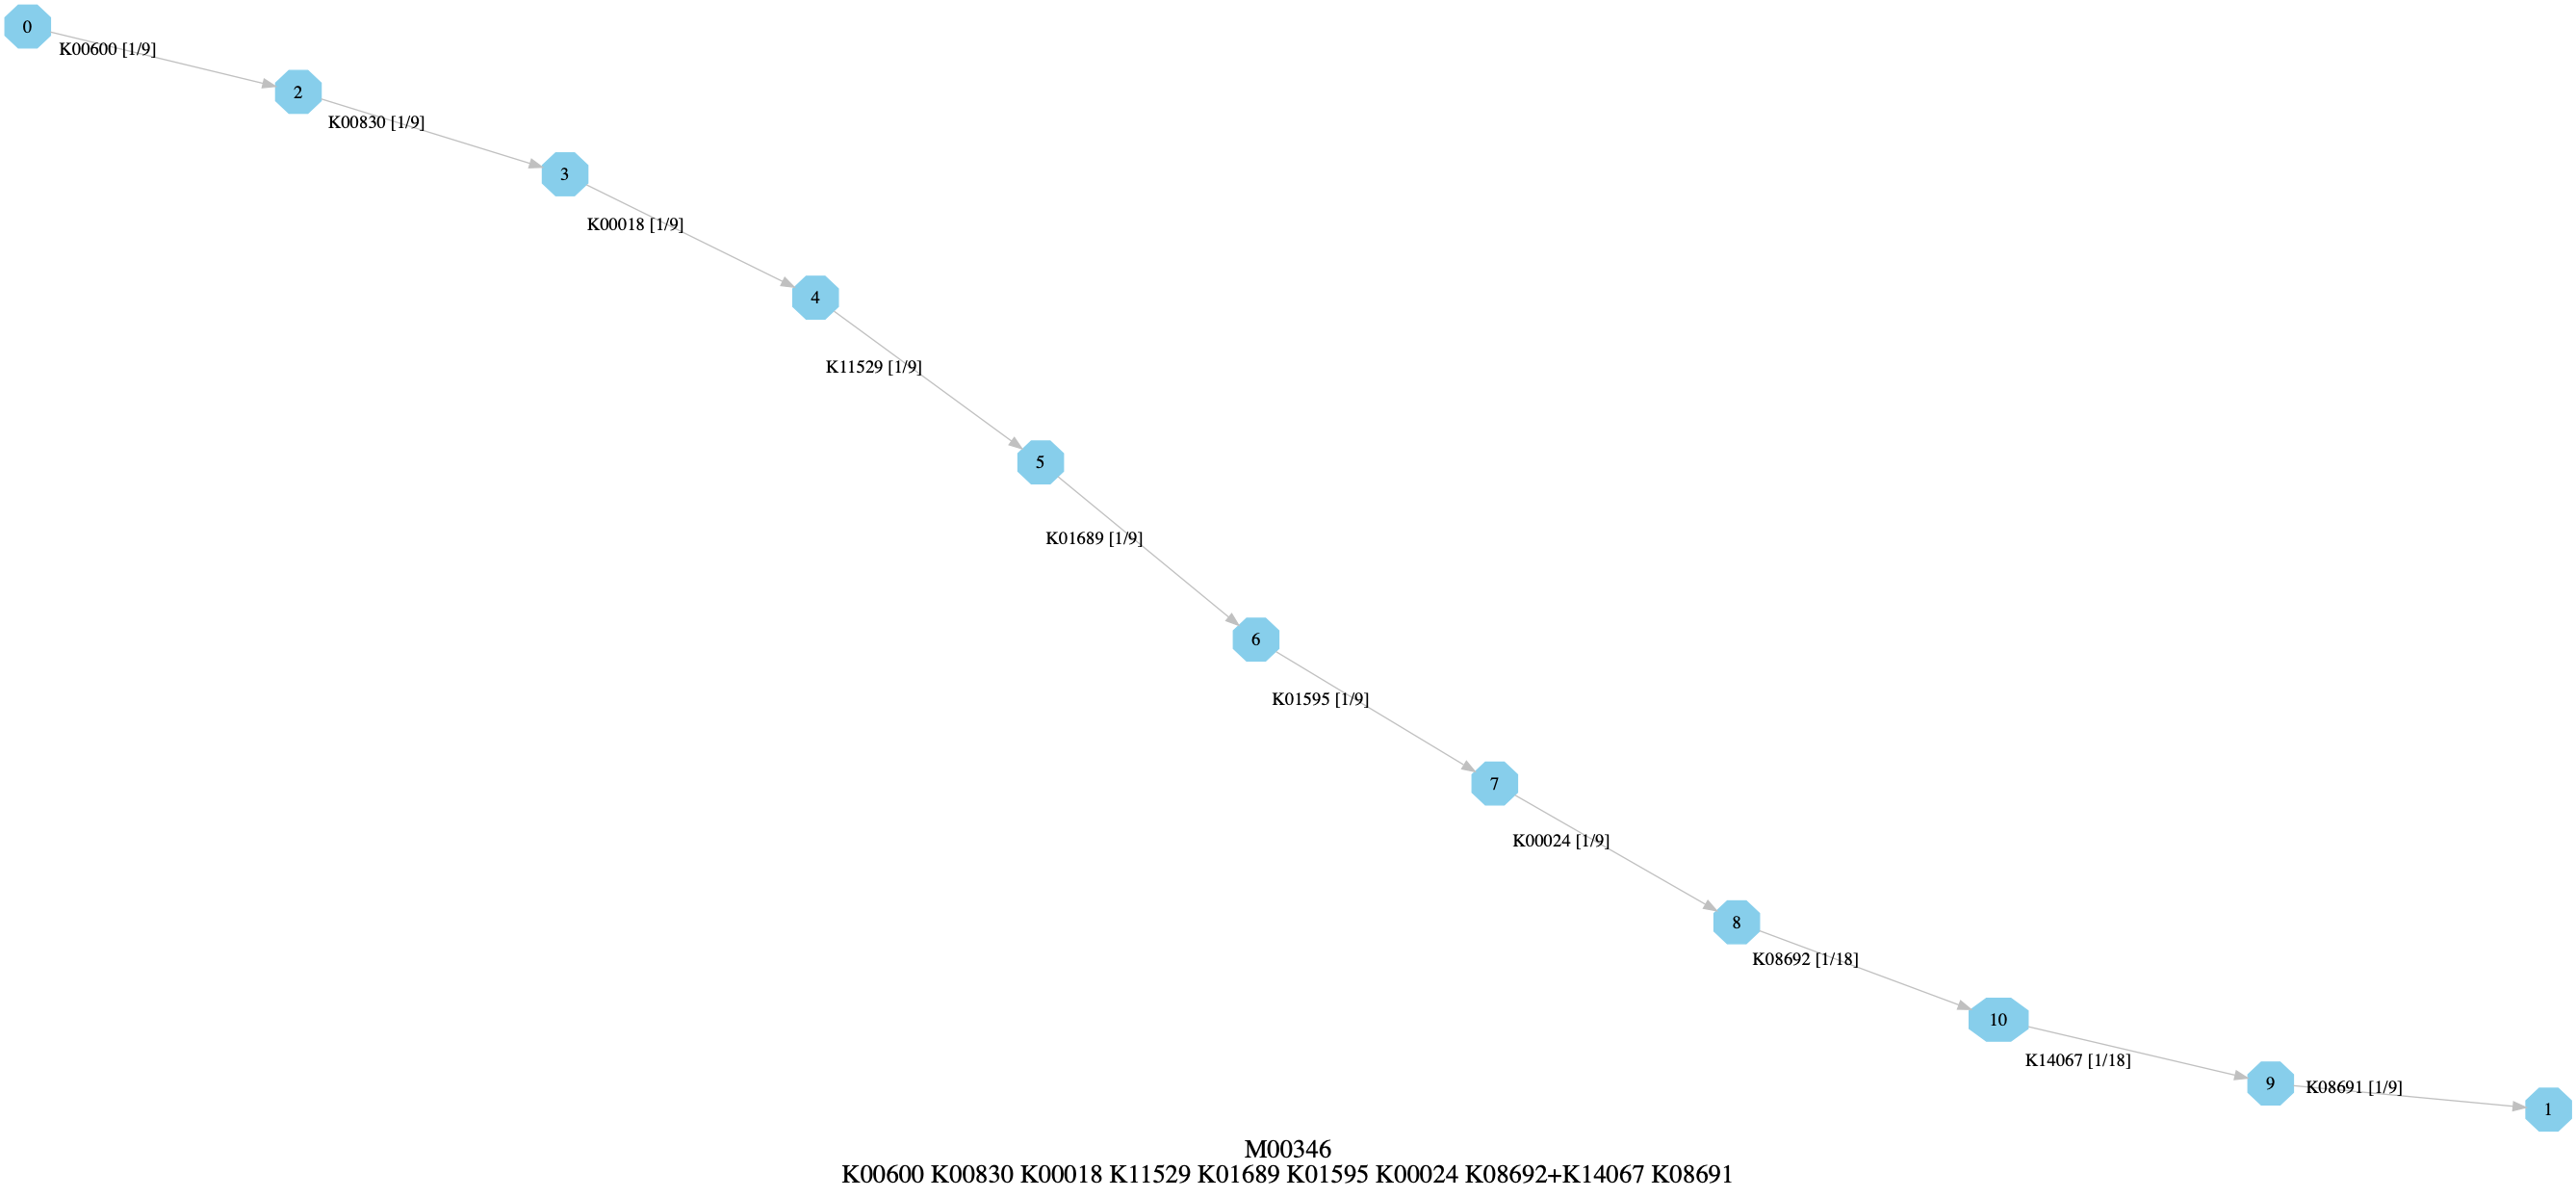 0
K00600 [1/9]
2
K00830 [1/9]
3
K00018 [1/9]
4
K11529 [1/9]
5
K01689 [1/9]
6
K01595 [1/9]
7
K00024 [1/9]
8
K08692 [1/18]
10
K14067 [1/18]
9
K08691 [1/9]
1
M00346
K00600 K00830 K00018 K11529 K01689 K01595 K00024 K08692+K14067 K08691